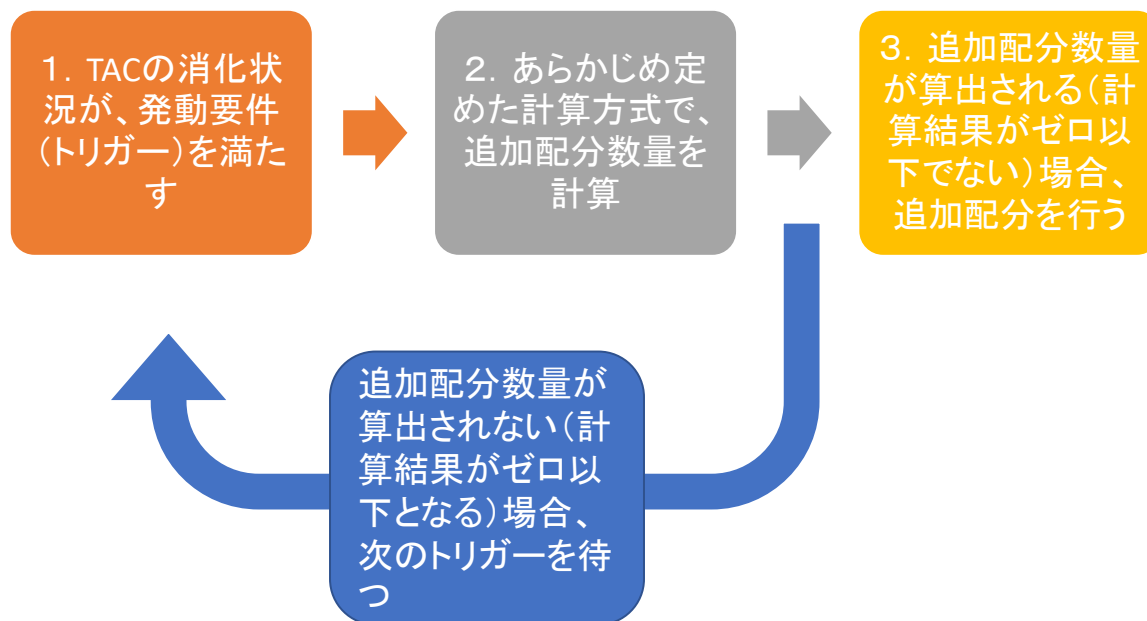 １．TACの消化状
況が、発動要件
（トリガー）を満た
す
２．あらかじめ定
めた計算方式で、
追加配分数量を
計算
３．追加配分数量
が算出される（計
算結果がゼロ以
下でない）場合、
追加配分を行う
追加配分数量が
算出されない（計
算結果がゼロ以
下となる）場合、
次のトリガーを待
つ